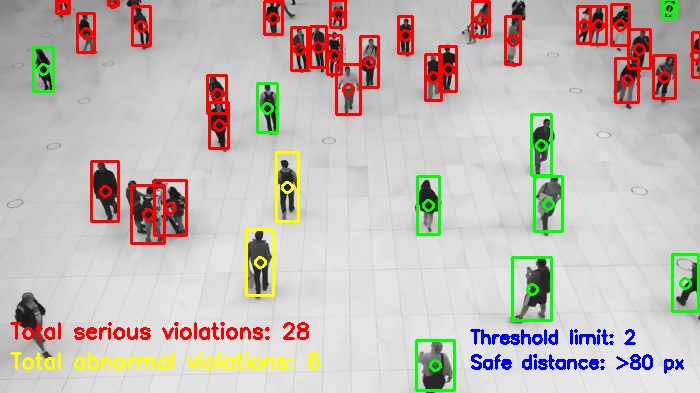 Total serious violations: 28
Total abnormal violations: 6
Threshold limit: 2
Safe distance: >80 px